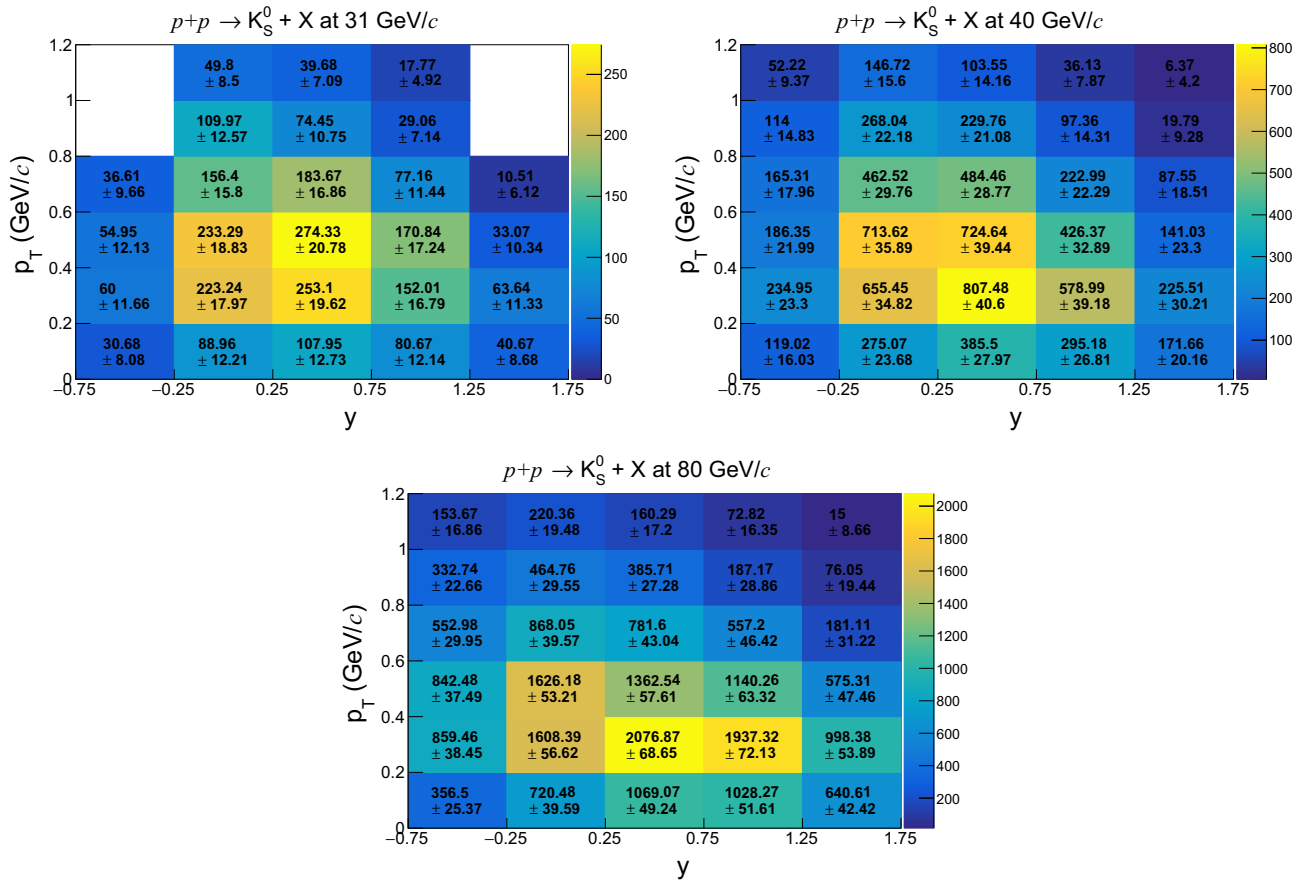 p+p → K_S^0 + X at 31 GeV/c
1.2
49.8 39.68 17.77
± 8.5 ± 7.09 ± 4.92
1
109.97 74.45 29.06
± 12.57 ± 10.75 ± 7.14
0.8
36.61 156.4 183.67 77.16 10.51
± 9.66 ± 15.8 ± 16.86 ± 11.44 ± 6.12
0.6
54.95 233.29 274.33 170.84 33.07
± 12.13 ± 18.83 ± 20.78 ± 17.24 ± 10.34
0.4
60 223.24 253.1 152.01 63.64
± 11.66 ± 17.97 ± 19.62 ± 16.79 ± 11.33
0.2
30.68 88.96 107.95 80.67 40.67
± 8.08 ± 12.21 ± 12.73 ± 12.14 ± 8.68
0
−0.75 −0.25 0.25 0.75 1.25 1.75
y
p_T (GeV/c)
250
200
150
100
50
0
p+p → K_S^0 + X at 40 GeV/c
1.2
52.22 146.72 103.55 36.13 6.37
± 9.37 ± 15.6 ± 14.16 ± 7.87 ± 4.2
1
114 268.04 229.76 97.36 19.79
± 14.83 ± 22.18 ± 21.08 ± 14.31 ± 9.28
0.8
165.31 462.52 484.46 222.99 87.55
± 17.96 ± 29.76 ± 28.77 ± 22.29 ± 18.51
0.6
186.35 713.62 724.64 426.37 141.03
± 21.99 ± 35.89 ± 39.44 ± 32.89 ± 23.3
0.4
234.95 655.45 807.48 578.99 225.51
± 23.3 ± 34.82 ± 40.6 ± 39.18 ± 30.21
0.2
119.02 275.07 385.5 295.18 171.66
± 16.03 ± 23.68 ± 27.97 ± 26.81 ± 20.16
0
−0.75 −0.25 0.25 0.75 1.25 1.75
y
p_T (GeV/c)
800
700
600
500
400
300
200
100
p+p → K_S^0 + X at 80 GeV/c
1.2
153.67 220.36 160.29 72.82 15
± 16.86 ± 19.48 ± 17.2 ± 16.35 ± 8.66
1
332.74 464.76 385.71 187.17 76.05
± 22.66 ± 29.55 ± 27.28 ± 28.86 ± 19.44
0.8
552.98 868.05 781.6 557.2 181.11
± 29.95 ± 39.57 ± 43.04 ± 46.42 ± 31.22
0.6
842.48 1626.18 1362.54 1140.26 575.31
± 37.49 ± 53.21 ± 57.61 ± 63.32 ± 47.46
0.4
859.46 1608.39 2076.87 1937.32 998.38
± 38.45 ± 56.62 ± 68.65 ± 72.13 ± 53.89
0.2
356.5 720.48 1069.07 1028.27 640.61
± 25.37 ± 39.59 ± 49.24 ± 51.61 ± 42.42
0
−0.75 −0.25 0.25 0.75 1.25 1.75
y
p_T (GeV/c)
2000
1800
1600
1400
1200
1000
800
600
400
200